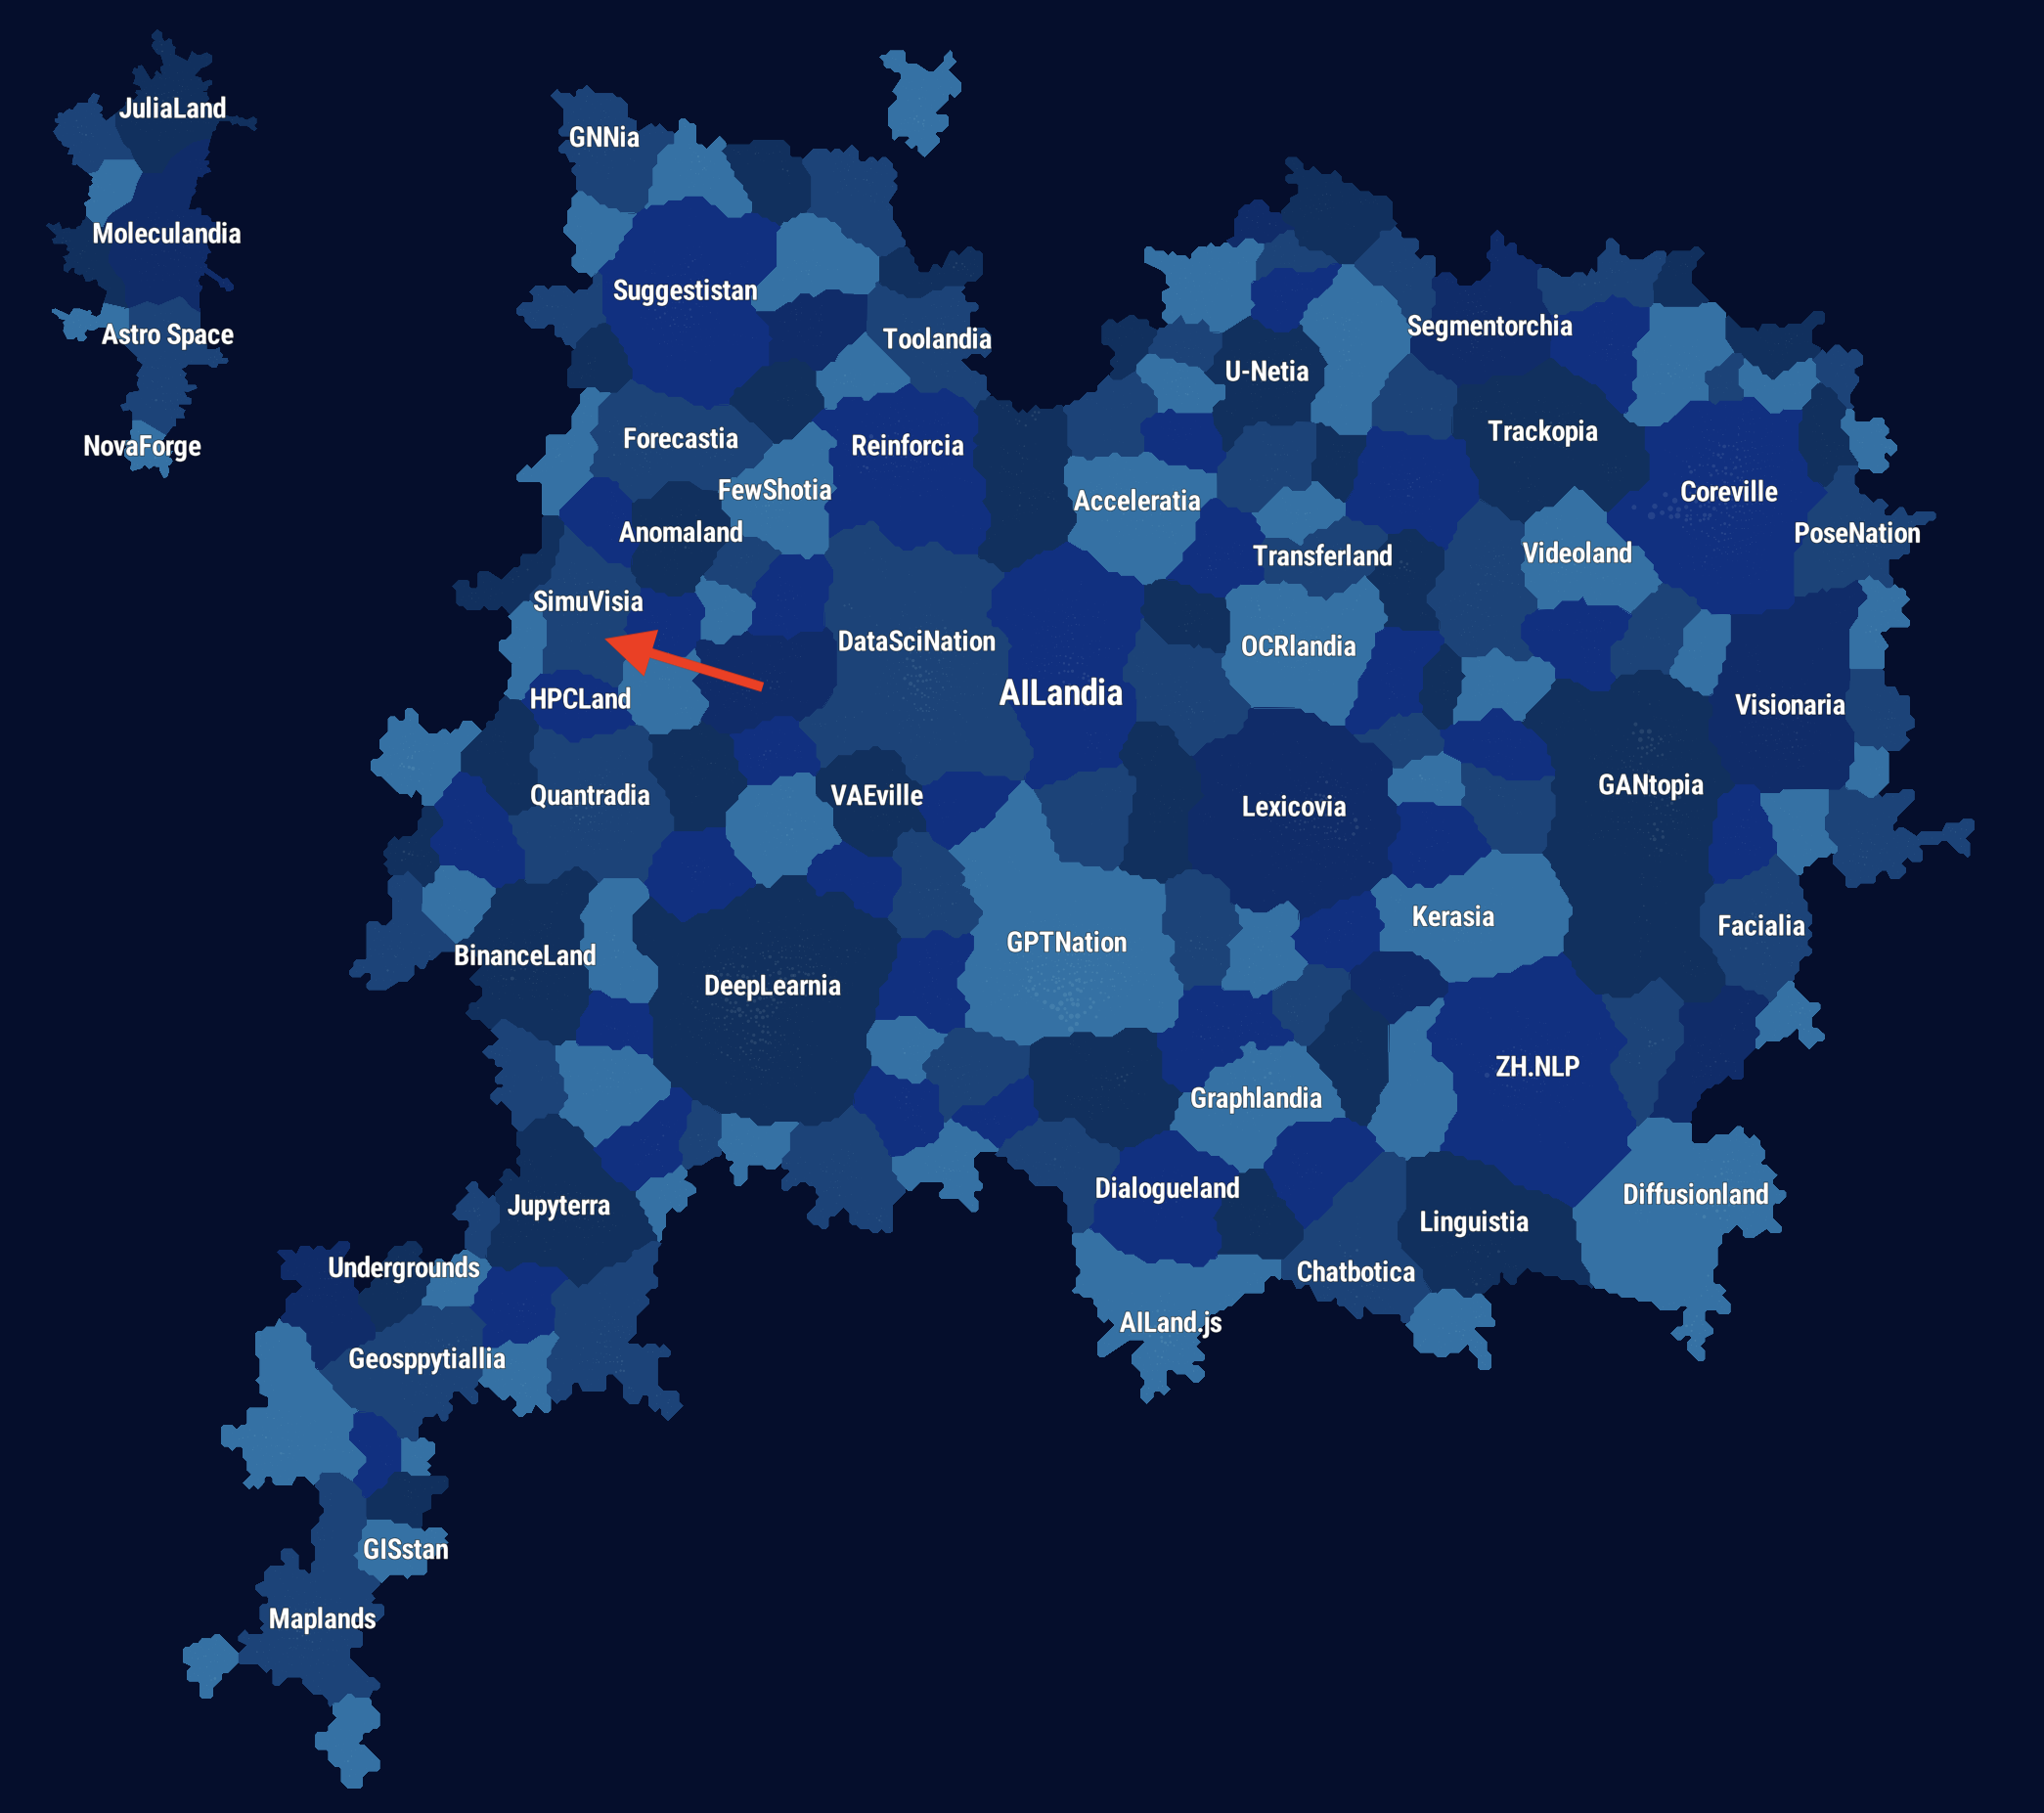 JuliaLand
GNNia
Moleculandia
Suggestistan
Segmentorchia
Astro Space
Toolandia
U-Netia
Trackopia
Forecastia
Reinforcia
NovaForge
FewShotia
Coreville
Acceleratia
Anomaland
PoseNation
Videoland
Transferland
SimuVisia
DataSciNation
OCRlandia
AILandia
HPCLand
Visionaria
GANtopia
Quantradia
VAEville
Lexicovia
Kerasia
Facialia
GPTNation
BinanceLand
DeepLearnia
ZH.NLP
Graphlandia
Dialogueland
Diffusionland
Jupyterra
Linguistia
Undergrounds
Chatbotica
AILand.js
Geosppytiallia
GISstan
Maplands